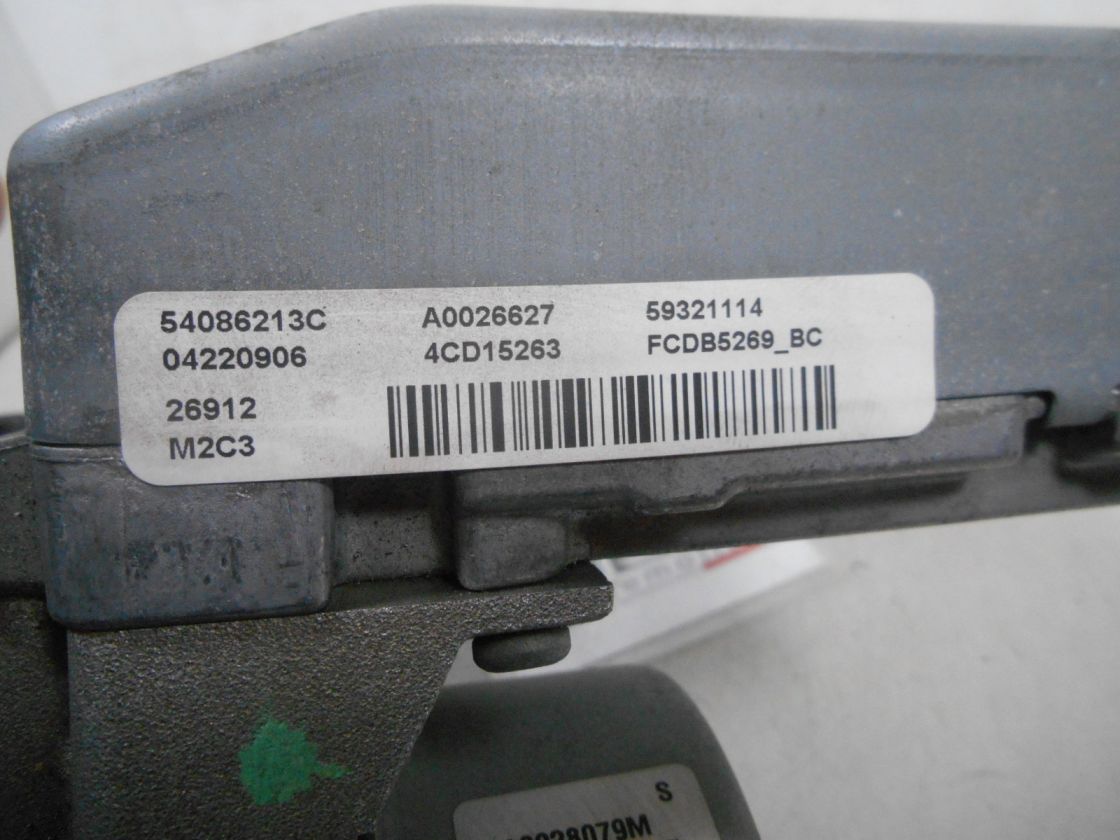 54086213C A0026627 59321114
04220906 4CD15263 FCDB5269_BC
26912
M2C3
S